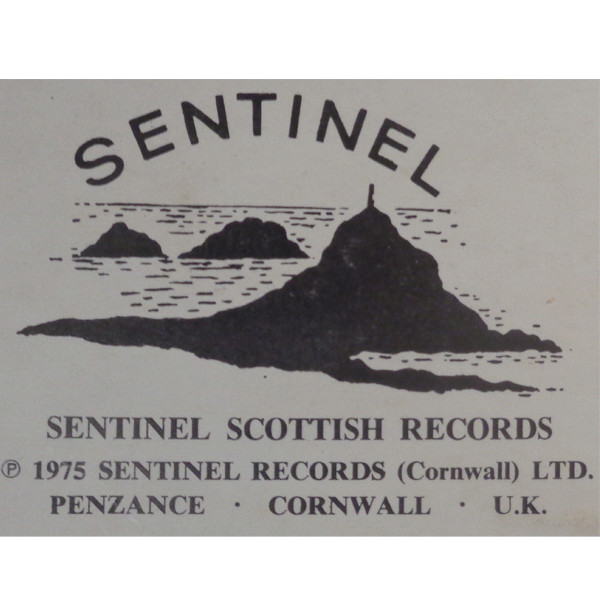 SENTINEL
SENTINEL SCOTTISH RECORDS
℗ 1975 SENTINEL RECORDS (Cornwall) LTD.
PENZANCE · CORNWALL · U.K.